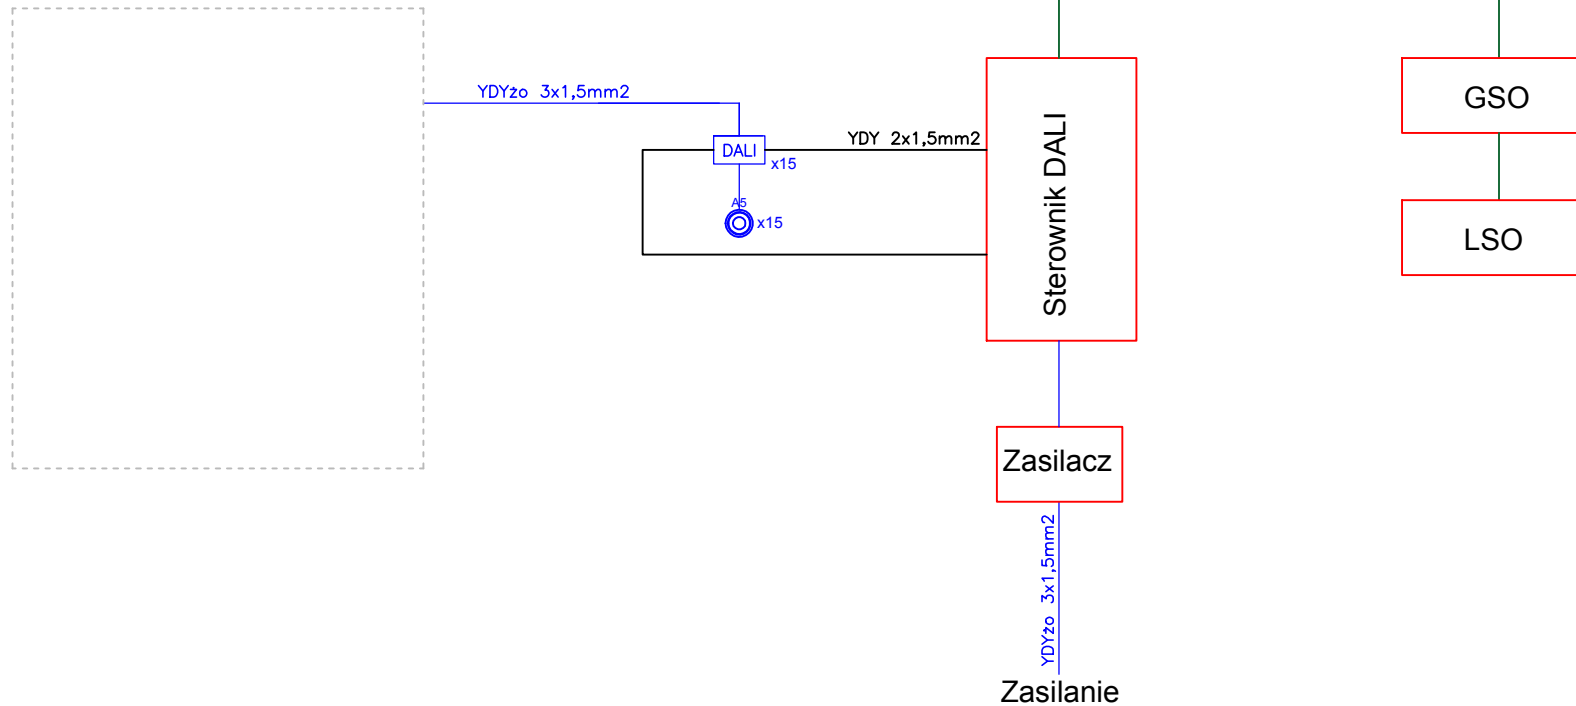 YDYżo 3x1,5mm2
DALI
x15
A5
x15
YDY 2x1,5mm2
Sterownik DALI
Zasilacz
YDYżo 3x1,5mm2
Zasilanie
GSO
LSO